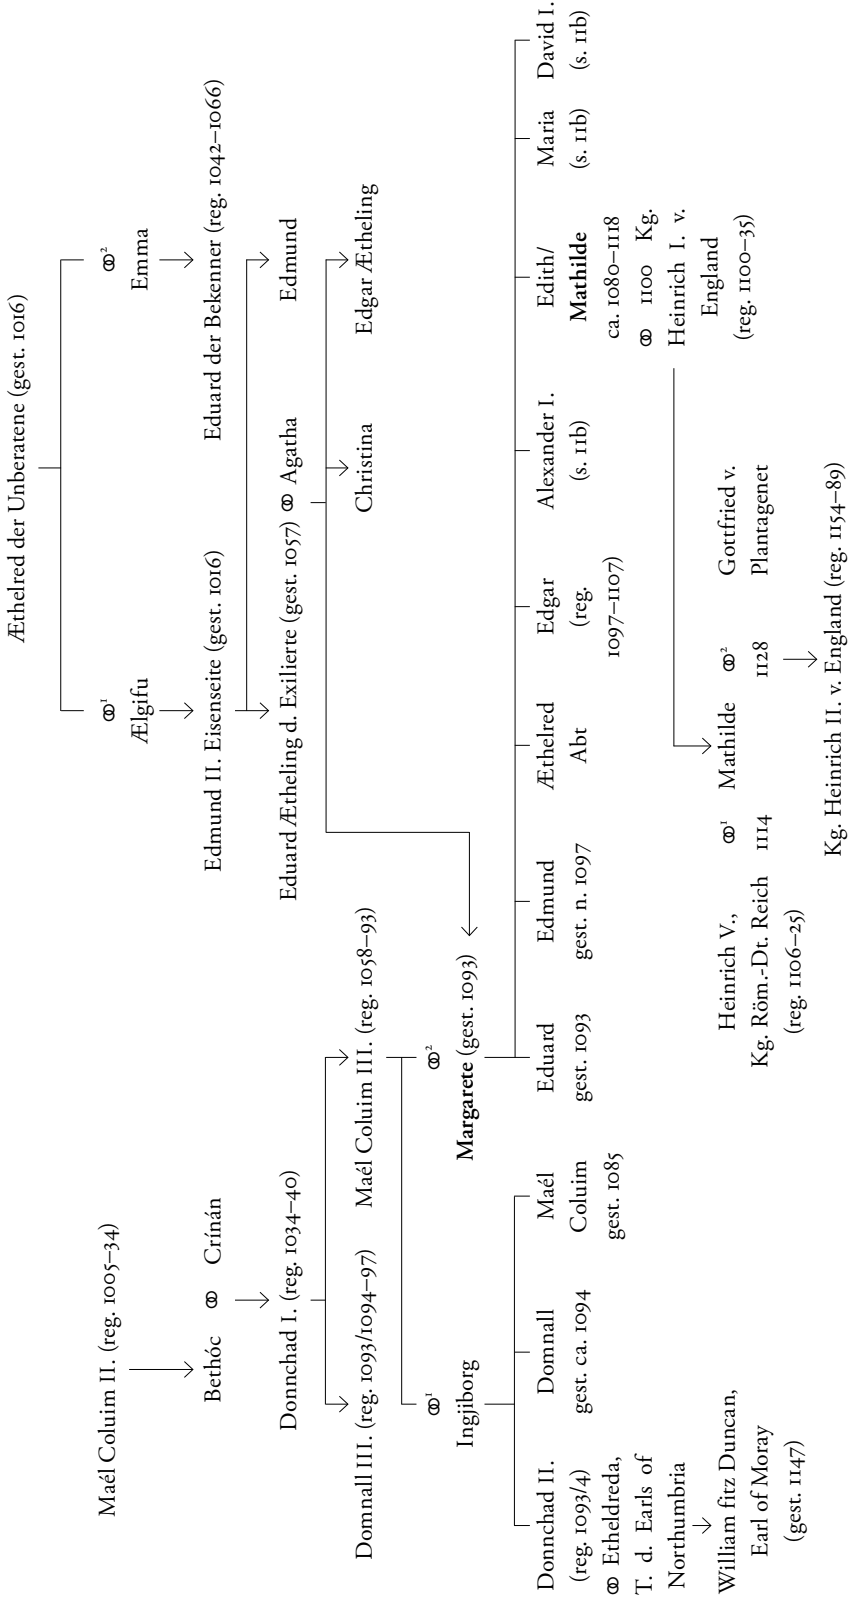 Æthelred der Unberatene (gest. 1016)
Maél Coluim II. (reg. 1005–34)
⚭¹
Ælgifu
⚭²
Emma
Bethóc ⚭ Crínán
Edmund II. Eisenseite (gest. 1016)
Eduard der Bekenner (reg. 1042–1066)
Donnchad I. (reg. 1034–40)
Eduard Ætheling d. Exilierte (gest. 1057) ⚭ Agatha
Edmund
Domnall III. (reg. 1093/1094–97)
Maél Coluim III. (reg. 1058–93)
Christina
Edgar Ætheling
⚭¹
Ingjiborg
⚭²
Margarete (gest. 1093)
Donnchad II.
(reg. 1093/4)
⚭ Etheldreda,
T. d. Earls of
Northumbria
Domnall
gest. ca. 1094
Maél
Coluim
gest. 1085
Eduard
gest. 1093
Edmund
gest. n. 1097
Æthelred
Abt
Edgar
(reg.
1097–1107)
Alexander I.
(s. 11b)
Edith/
Mathilde
ca. 1080–1118
⚭ 1100 Kg.
Heinrich I. v.
England
(reg. 1100–35)
Maria
(s. 11b)
David I.
(s. 11b)
William fitz Duncan,
Earl of Moray
(gest. 1147)
Heinrich V.,
Kg. Röm.-Dt. Reich
(reg. 1106–25)
⚭¹
1114
Mathilde
⚭²
1128
Gottfried v.
Plantagenet
Kg. Heinrich II. v. England (reg. 1154–89)